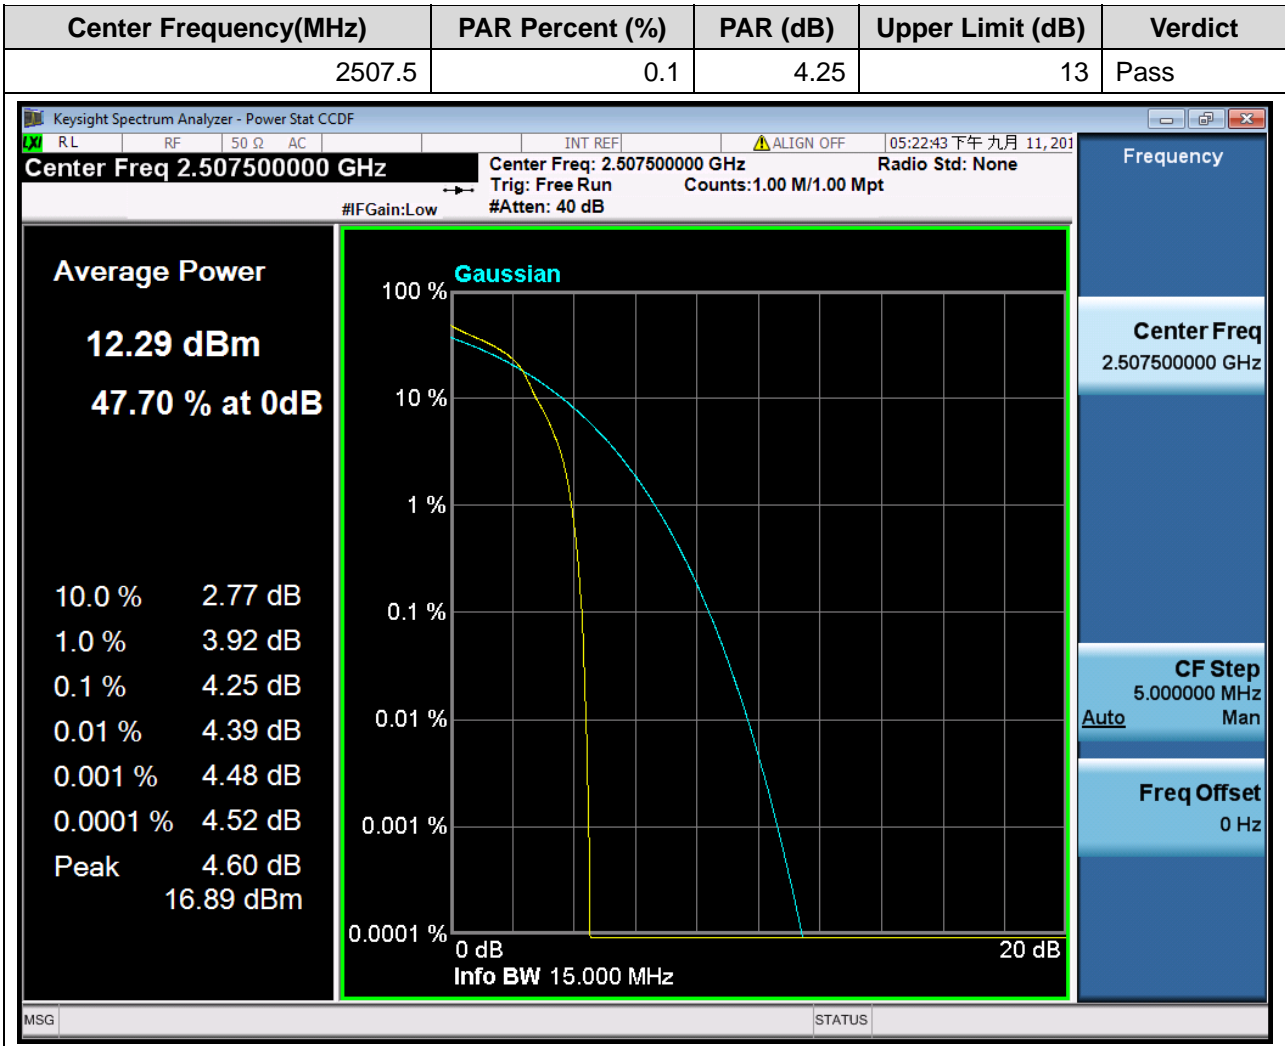 Center Frequency(MHz) PAR Percent (%) PAR (dB) Upper Limit (dB) Verdict
2507.5 0.1 4.25 13 Pass
Keysight Spectrum Analyzer - Power Stat CCDF
LXI RL RF 50 Ω AC INT REF ALIGN OFF 05:22:43 下午 九月 11, 201
Center Freq 2.507500000 GHz
Center Freq: 2.507500000 GHz Radio Std: None
Trig: Free Run Counts:1.00 M/1.00 Mpt
#IFGain:Low #Atten: 40 dB
Frequency
Average Power
12.29 dBm
47.70 % at 0dB
10.0 % 2.77 dB
1.0 % 3.92 dB
0.1 % 4.25 dB
0.01 % 4.39 dB
0.001 % 4.48 dB
0.0001 % 4.52 dB
Peak 4.60 dB
16.89 dBm
Gaussian
100 %
10 %
1 %
0.1 %
0.01 %
0.001 %
0.0001 %
0 dB 20 dB
Info BW 15.000 MHz
Center Freq
2.507500000 GHz
CF Step
5.000000 MHz
Auto Man
Freq Offset
0 Hz
MSG STATUS